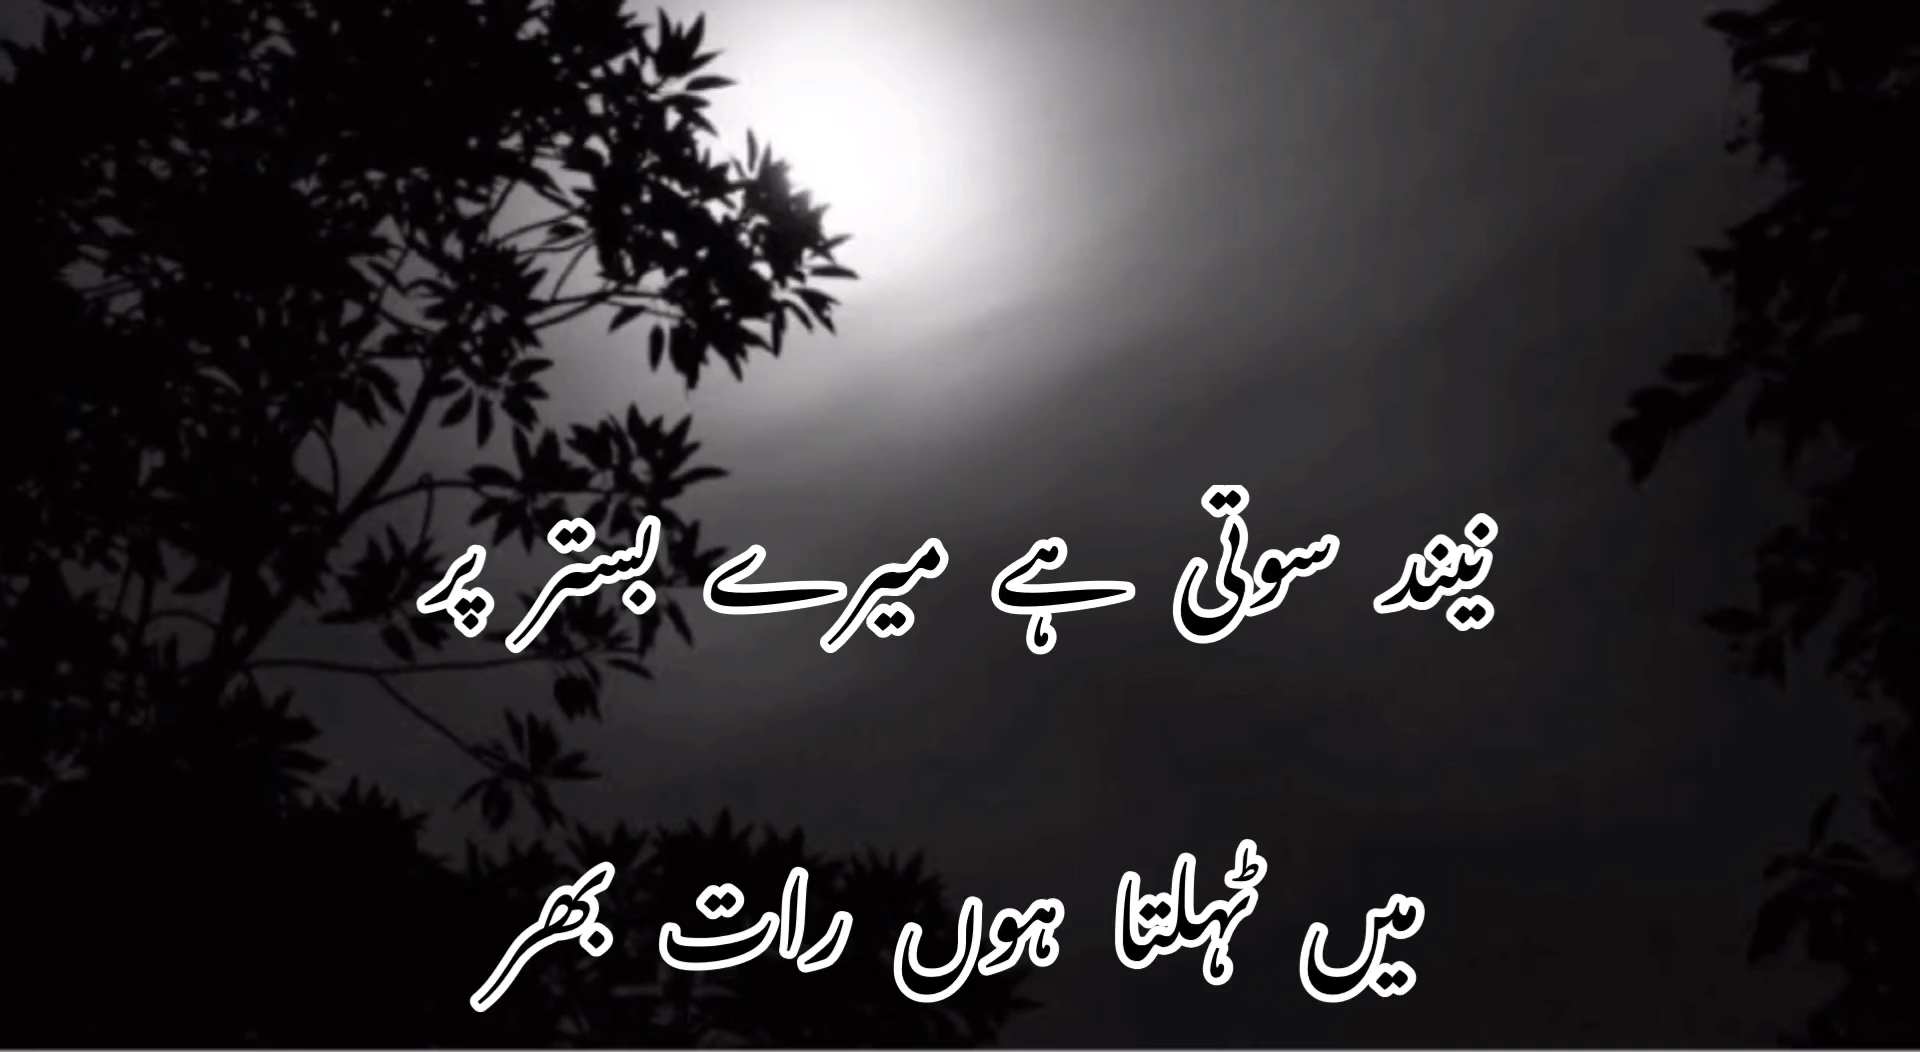 نیند سوتی ہے میرے بستر پر
میں ٹہلتا ہوں رات بھر